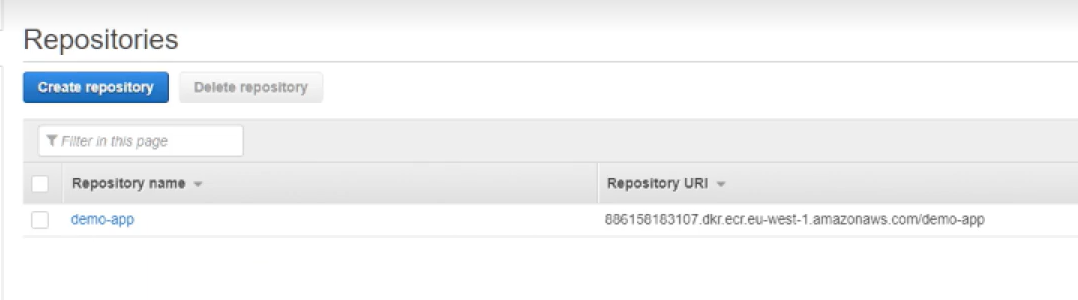 Repositories
Create repository Delete repository
Filter in this page
Repository name Repository URI
demo-app 886158183107.dkr.ecr.eu-west-1.amazonaws.com/demo-app